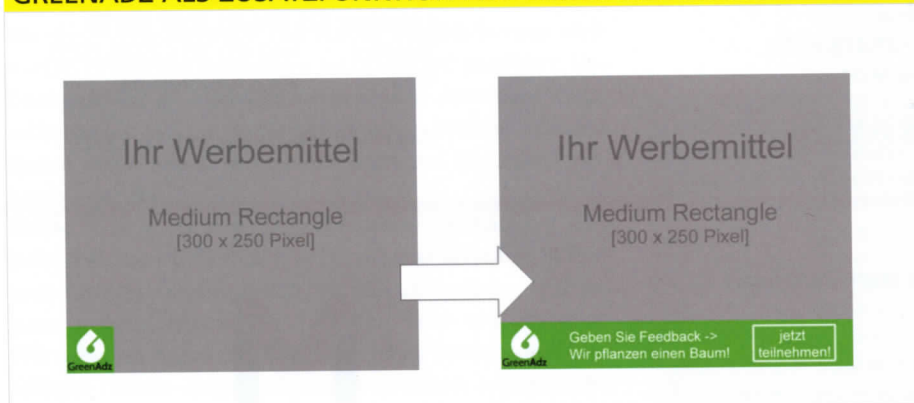 Ihr Werbemittel
Medium Rectangle
[300 x 250 Pixel]
GreenAdz
Ihr Werbemittel
Medium Rectangle
[300 x 250 Pixel]
GreenAdz
Geben Sie Feedback ->
Wir pflanzen einen Baum!
jetzt
teilnehmen!